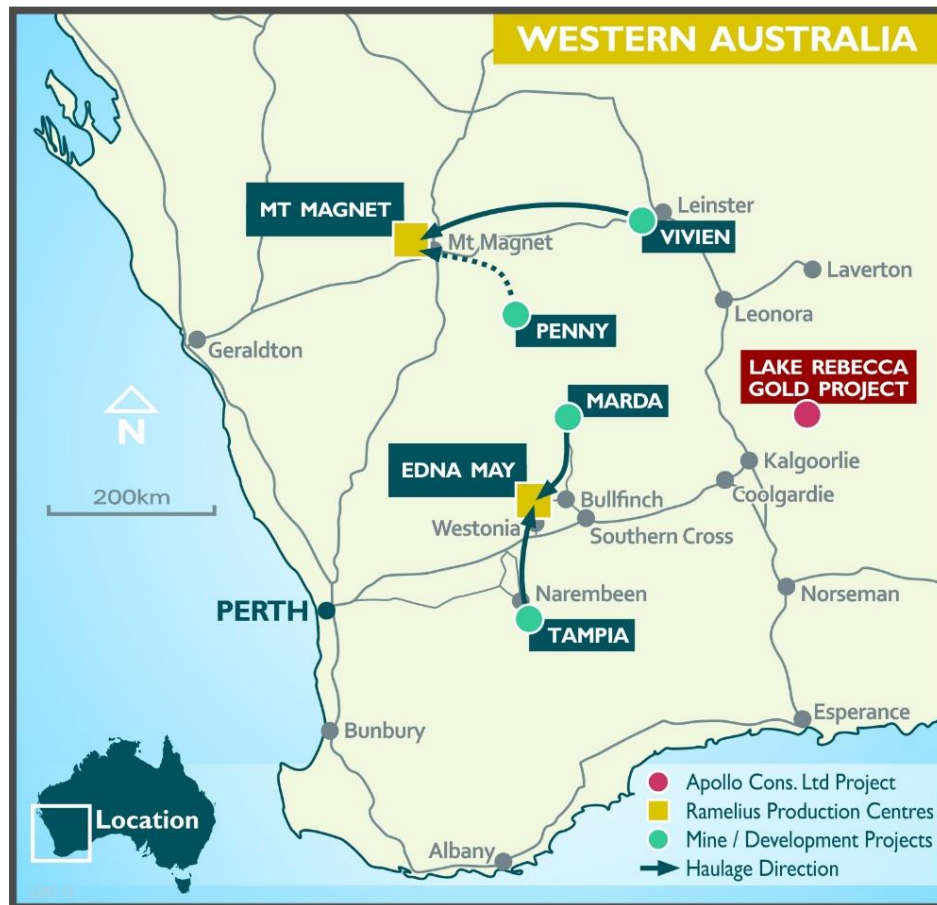 WESTERN AUSTRALIA
MT MAGNET
Leinster
VIVIEN
Mt Magnet
Laverton
Leonora
PENNY
Geraldton
LAKE REBECCA
GOLD PROJECT
MARDA
N
200km
EDNA MAY
Kalgoorlie
Coolgardie
Bullfinch
Westonia
Southern Cross
Narembeen
Norseman
PERTH
TAMPIA
Esperance
Bunbury
Apollo Cons. Ltd Project
Ramelius Production Centres
Location
Mine / Development Projects
Albany
Haulage Direction